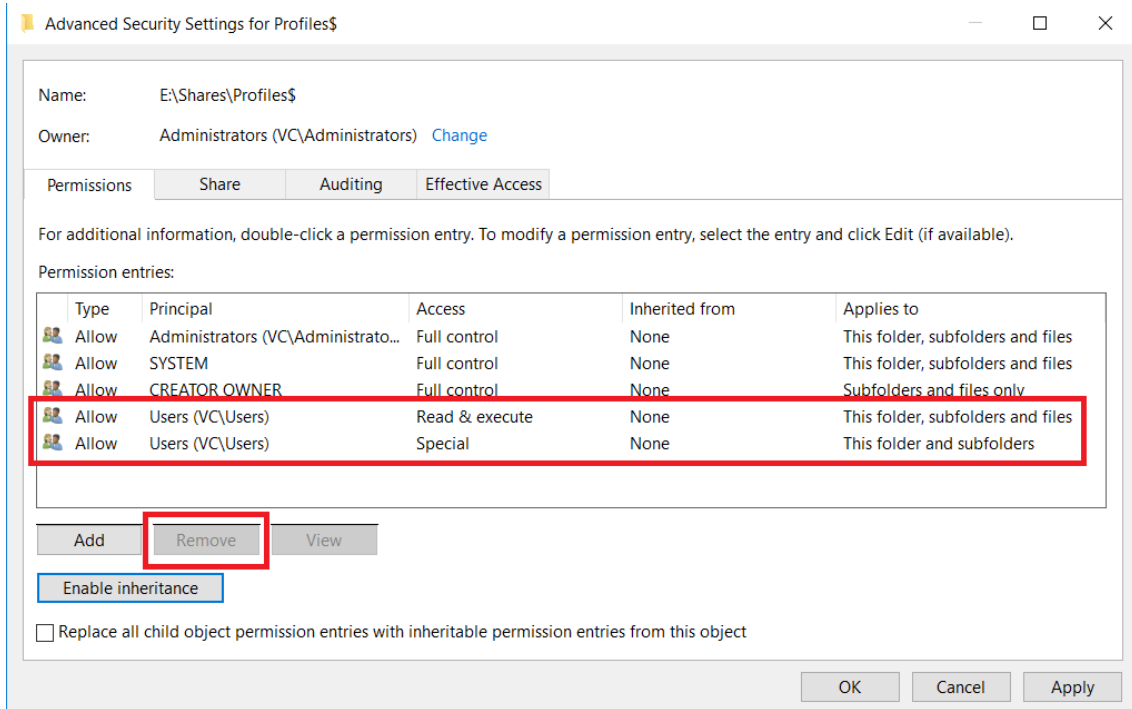 Advanced Security Settings for Profiles$
Name: E:\Shares\Profiles$
Owner: Administrators (VC\Administrators) Change
Permissions Share Auditing Effective Access
For additional information, double-click a permission entry. To modify a permission entry, select the entry and click Edit (if available).
Permission entries:
Type Principal Access Inherited from Applies to
Allow Administrators (VC\Administrato... Full control None This folder, subfolders and files
Allow SYSTEM Full control None This folder, subfolders and files
Allow CREATOR OWNER Full control None Subfolders and files only
Allow Users (VC\Users) Read & execute None This folder, subfolders and files
Allow Users (VC\Users) Special None This folder and subfolders
Add Remove View
Enable inheritance
Replace all child object permission entries with inheritable permission entries from this object
OK Cancel Apply